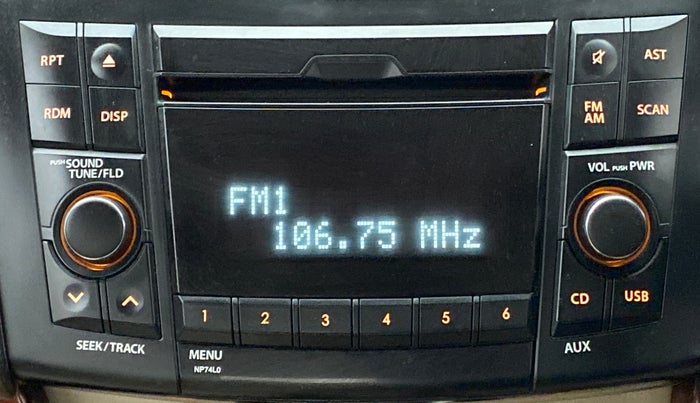 RPT
AST
RDM
DISP
FM
AM
SCAN
PUSH SOUND
TUNE/FLD
VOL PUSH PWR
FM1
106.75 MHz
CD
USB
1 2 3 4 5 6
SEEK/TRACK
MENU
AUX
NP74L0